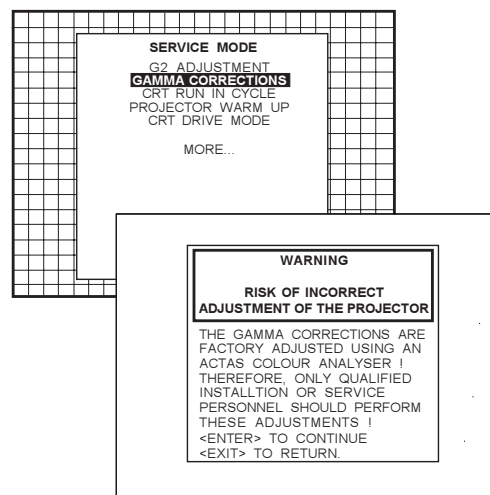 SERVICE MODE
G2 ADJUSTMENT
GAMMA CORRECTIONS
CRT RUN IN CYCLE
PROJECTOR WARM UP
CRT DRIVE MODE
MORE...
WARNING
RISK OF INCORRECT
ADJUSTMENT OF THE PROJECTOR
THE GAMMA CORRECTIONS ARE
FACTORY ADJUSTED USING AN
ACTAS COLOUR ANALYSER !
THEREFORE, ONLY QUALIFIED
INSTALLTION OR SERVICE
PERSONNEL SHOULD PERFORM
THESE ADJUSTMENTS !
<ENTER> TO CONTINUE
<EXIT> TO RETURN.